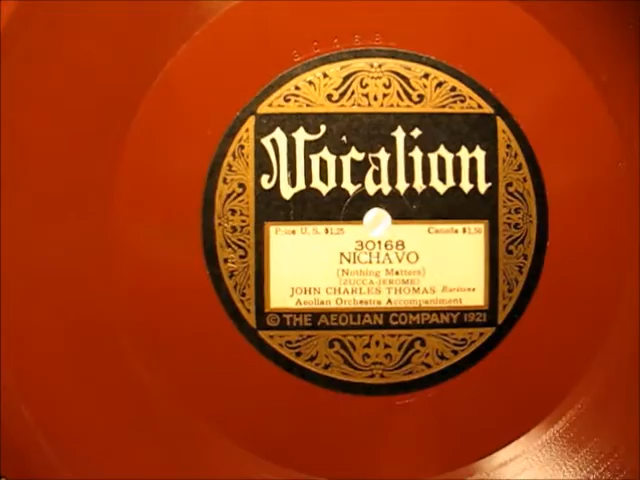 30168
Vocalion
Price U. S. $1.25 Canada $1.50
30168
NICHAVO
(Nothing Matters)
(ZUCCA-JEROME)
JOHN CHARLES THOMAS Baritone
Aeolian Orchestra Accompaniment
© THE AEOLIAN COMPANY 1921